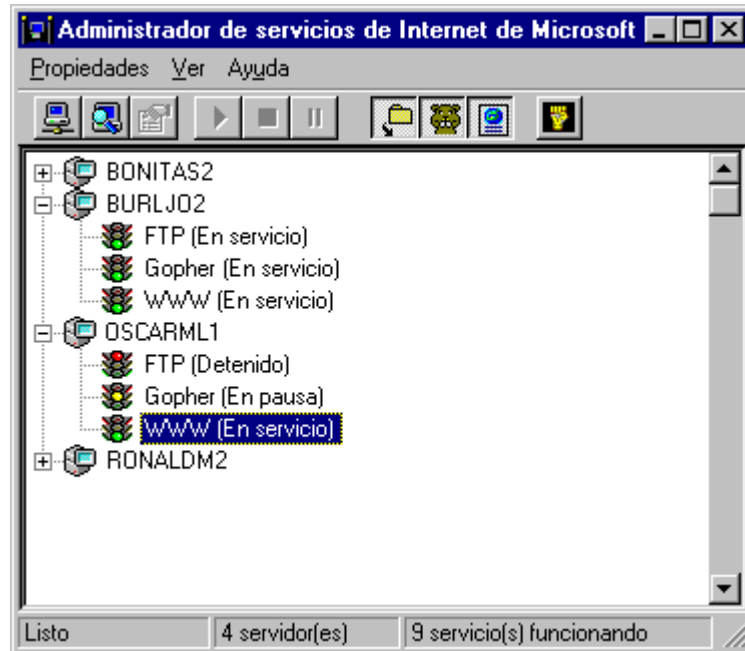 Administrador de servicios de Internet de Microsoft
Propiedades Ver Ayuda
BONITAS2
BURLJO2
FTP (En servicio)
Gopher (En servicio)
WWW (En servicio)
OSCARML1
FTP (Detenido)
Gopher (En pausa)
WWW (En servicio)
RONALDM2
Listo 4 servidor(es) 9 servicio(s) funcionando